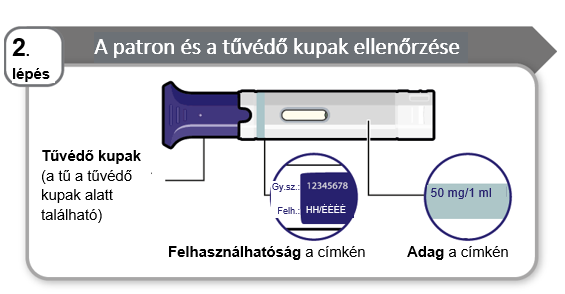 2.
lépés
A patron és a tűvédő kupak ellenőrzése
Tűvédő kupak
(a tű a tűvédő
kupak alatt
található)
Gy.sz.: 12345678
Felh.: HH/ÉÉÉÉ
50 mg/1 ml
Felhasználhatóság a címkén
Adag a címkén